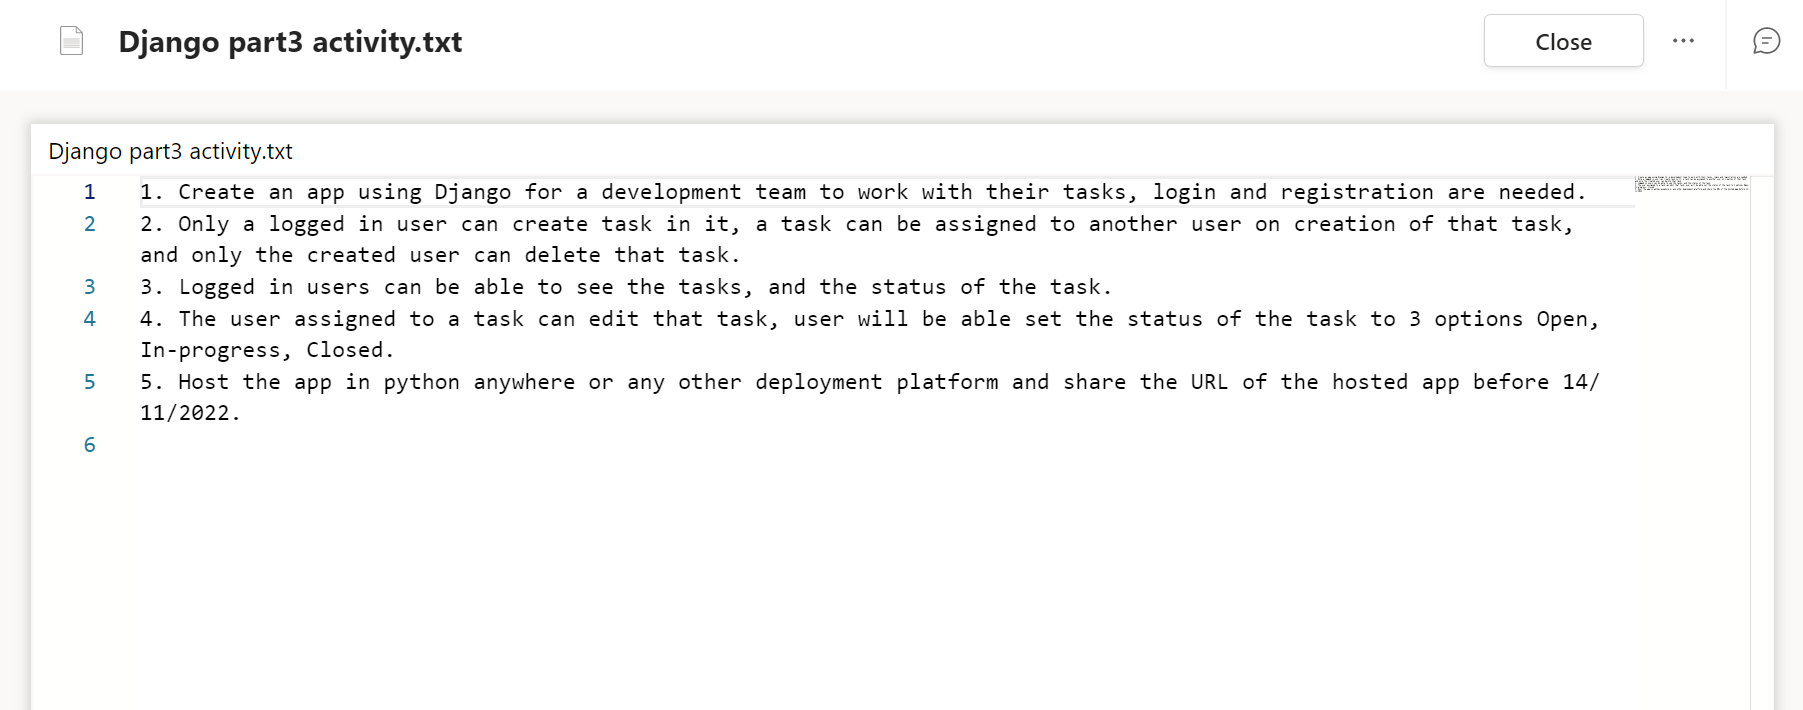 Django part3 activity.txt
Close
Django part3 activity.txt
1 1. Create an app using Django for a development team to work with their tasks, login and registration are needed.
2 2. Only a logged in user can create task in it, a task can be assigned to another user on creation of that task,
and only the created user can delete that task.
3 3. Logged in users can be able to see the tasks, and the status of the task.
4 4. The user assigned to a task can edit that task, user will be able set the status of the task to 3 options Open,
In-progress, Closed.
5 5. Host the app in python anywhere or any other deployment platform and share the URL of the hosted app before 14/
11/2022.
6